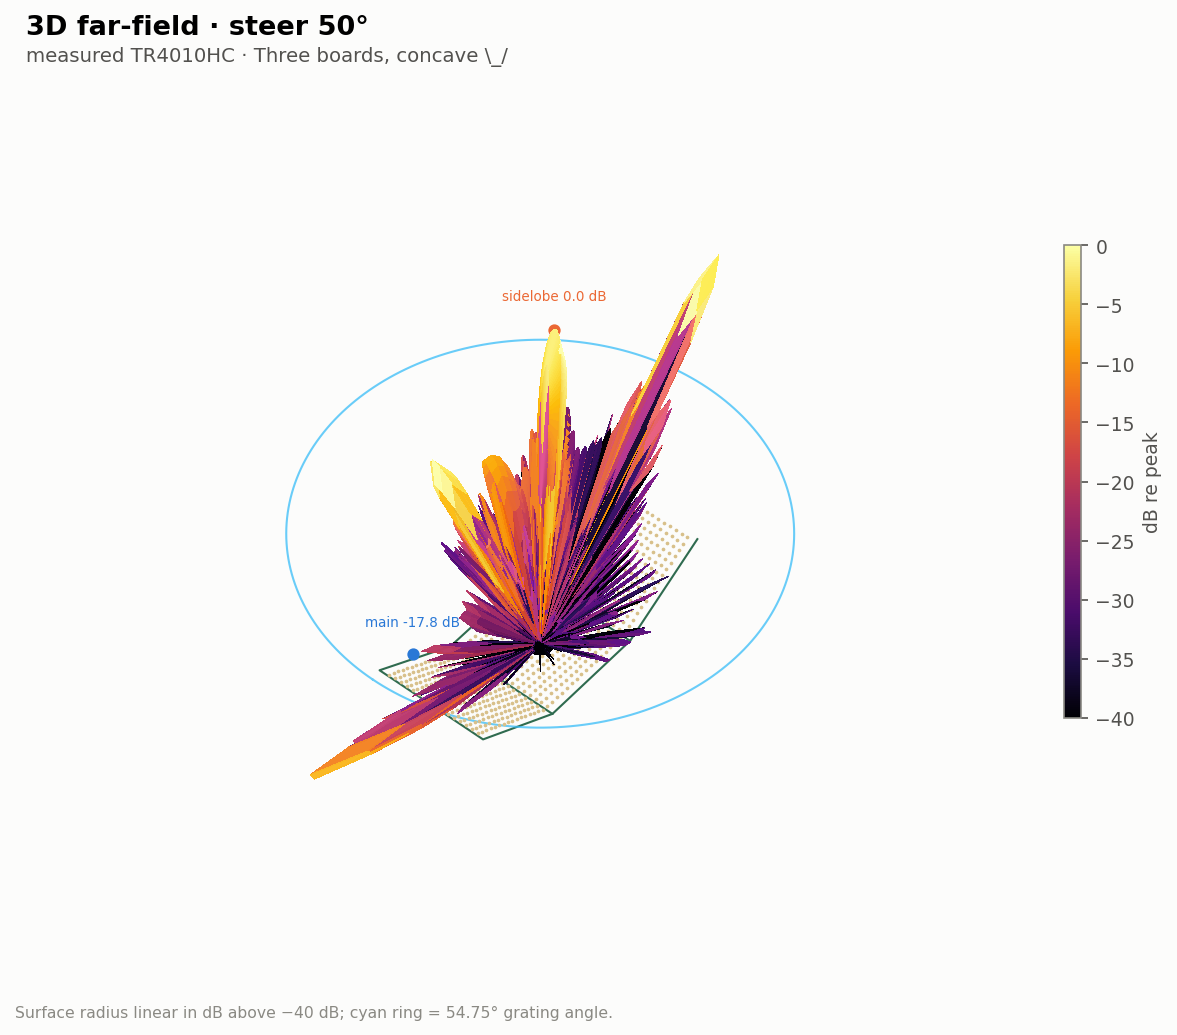 3D far-field · steer 50°
measured TR4010HC · Three boards, concave \_/
sidelobe 0.0 dB
main -17.8 dB
0
−5
−10
−15
−20
−25
−30
−35
−40
dB re peak
Surface radius linear in dB above −40 dB; cyan ring = 54.75° grating angle.